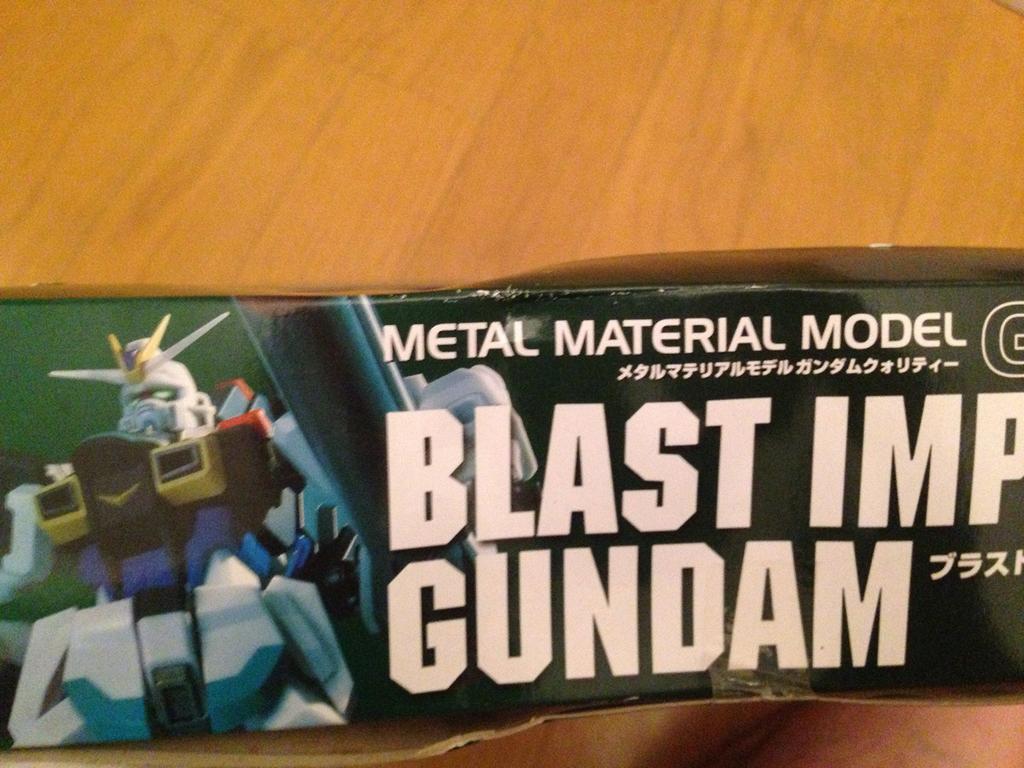 METAL MATERIAL MODEL G
メタルマテリアルモデルガンダムクォリティー
BLAST IMP
GUNDAM
ブラスト